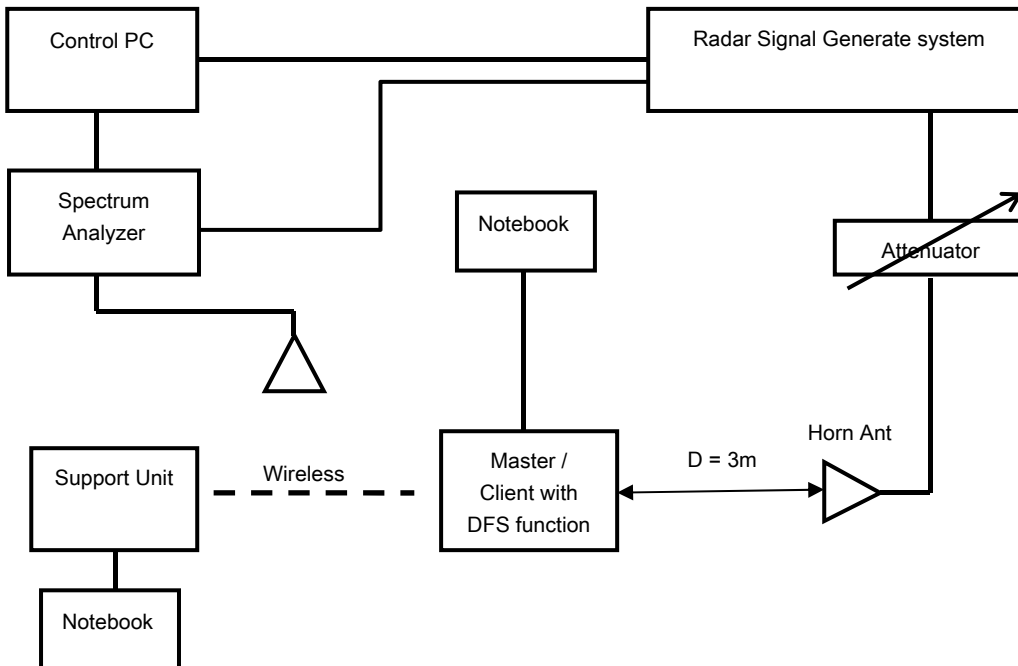 Control PC
Radar Signal Generate system
Spectrum
Analyzer
Notebook
Attenuator
Horn Ant
Support Unit
Wireless
Master /
Client with
DFS function
D = 3m
Notebook